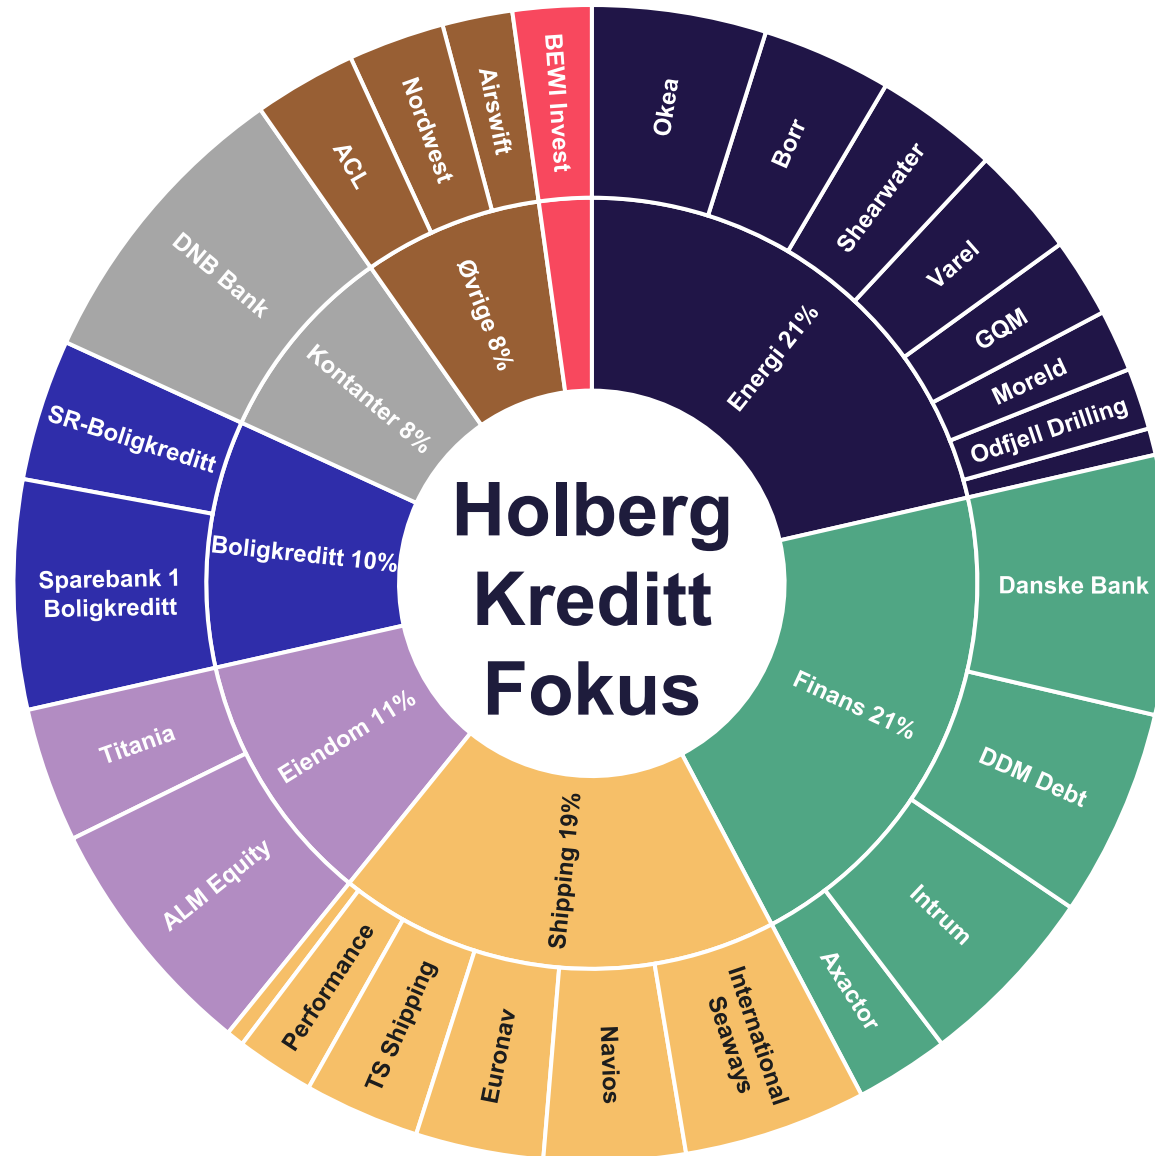 Holberg
Kreditt
Fokus
Energi 21%
Okea
Borr
Shearwater
Varel
GQM
Moreld
Odfjell Drilling
Finans 21%
Danske Bank
DDM Debt
Intrum
Axactor
Shipping 19%
International
Seaways
Navios
Euronav
TS Shipping
Performance
Eiendom 11%
ALM Equity
Titania
Boligkreditt 10%
Sparebank 1
Boligkreditt
SR-Boligkreditt
Kontanter 8%
DNB Bank
Øvrige 8%
ACL
Nordwest
Airswift
BEWI Invest